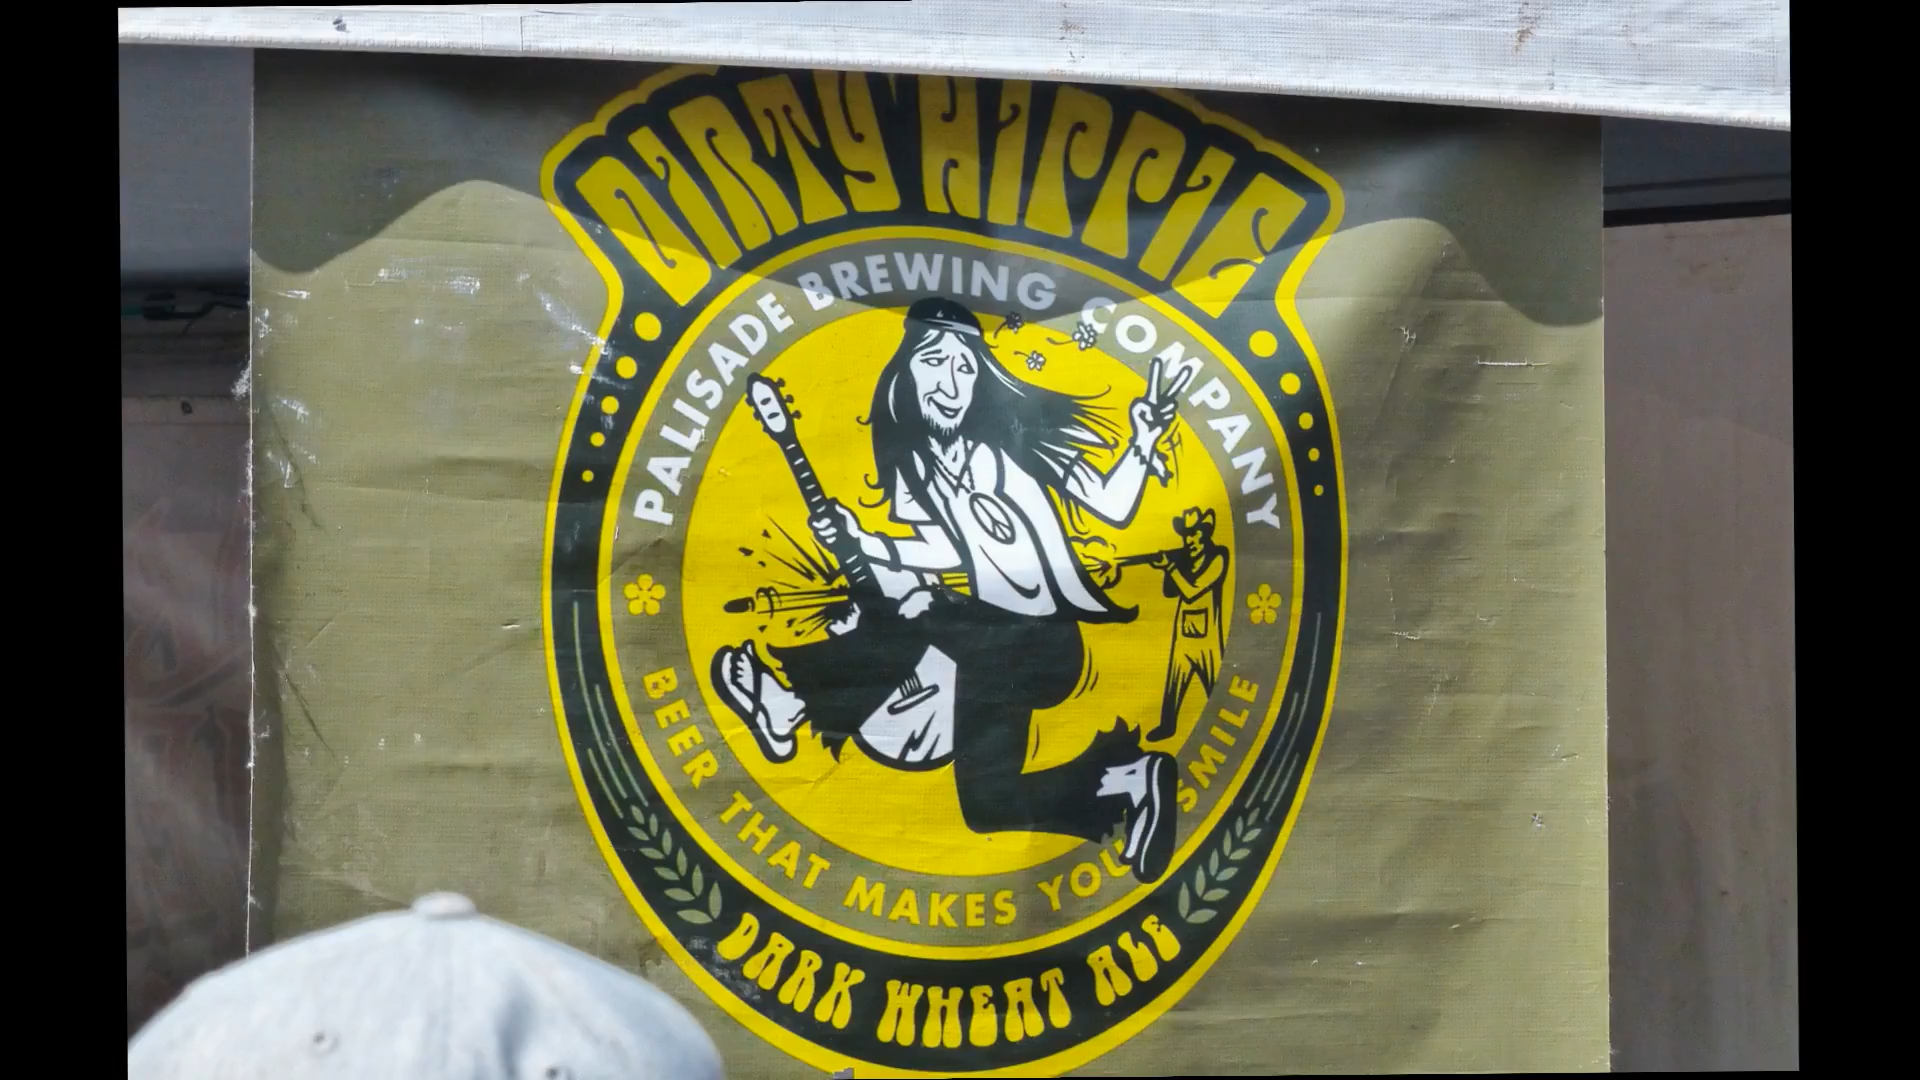 DIRTY HIPPIE
PALISADE BREWING COMPANY
BEER THAT MAKES YOU SMILE
DARK WHEAT ALE